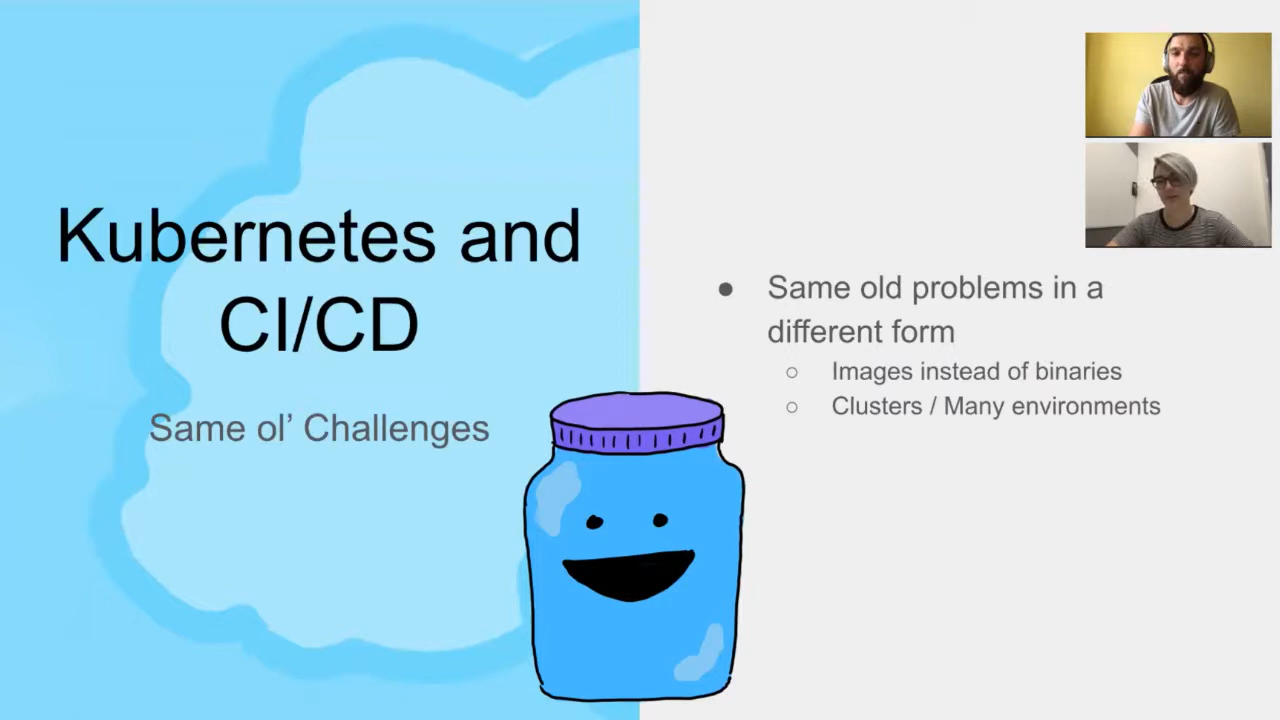 Kubernetes and
CI/CD
Same ol’ Challenges
● Same old problems in a
different form
○ Images instead of binaries
○ Clusters / Many environments